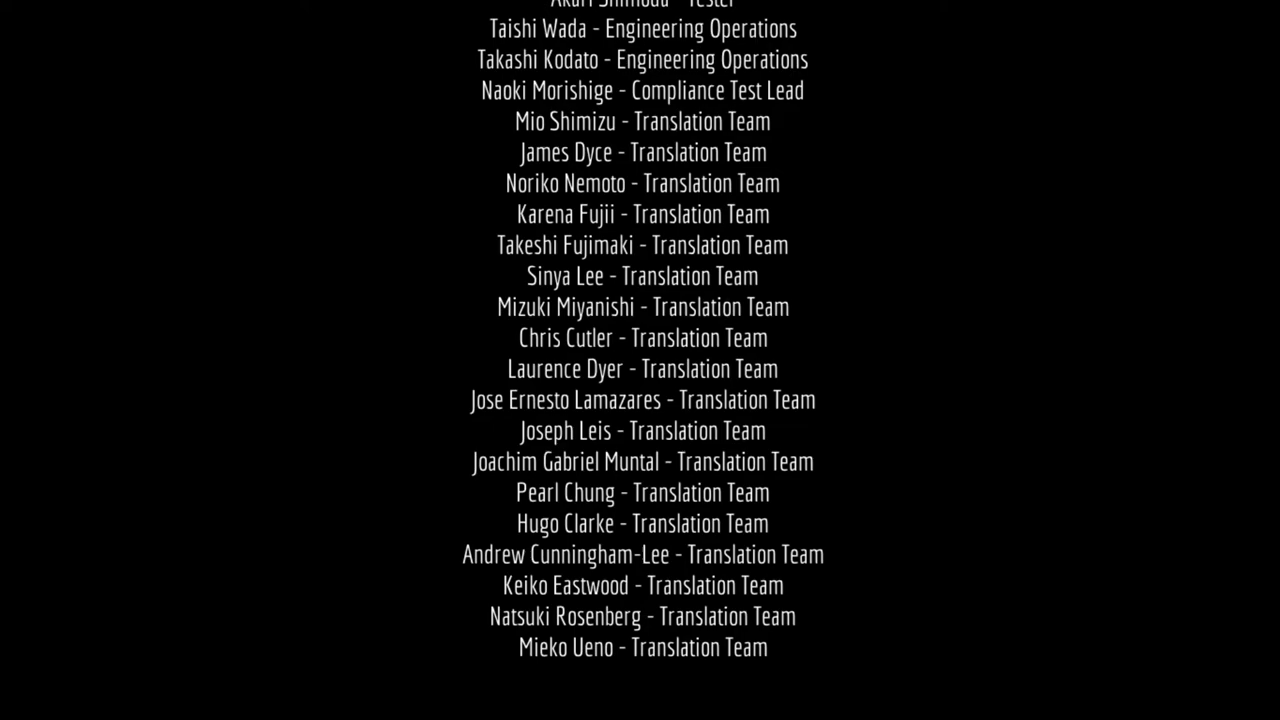 Akari Shimoda - Tester
Taishi Wada - Engineering Operations
Takashi Kodato - Engineering Operations
Naoki Morishige - Compliance Test Lead
Mio Shimizu - Translation Team
James Dyce - Translation Team
Noriko Nemoto - Translation Team
Karena Fujii - Translation Team
Takeshi Fujimaki - Translation Team
Sinya Lee - Translation Team
Mizuki Miyanishi - Translation Team
Chris Cutler - Translation Team
Laurence Dyer - Translation Team
Jose Ernesto Lamazares - Translation Team
Joseph Leis - Translation Team
Joachim Gabriel Muntal - Translation Team
Pearl Chung - Translation Team
Hugo Clarke - Translation Team
Andrew Cunningham-Lee - Translation Team
Keiko Eastwood - Translation Team
Natsuki Rosenberg - Translation Team
Mieko Ueno - Translation Team